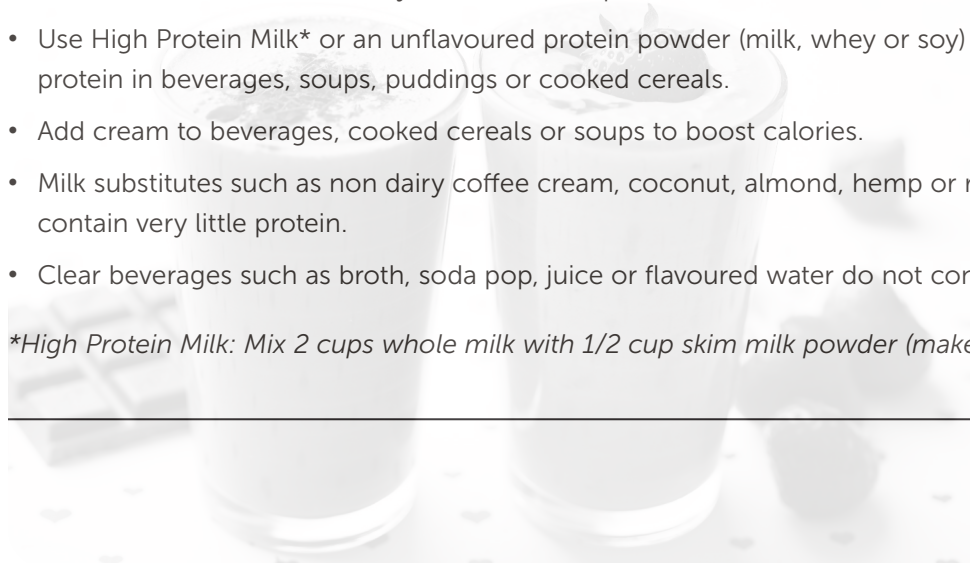 • Use High Protein Milk* or an unflavoured protein powder (milk, whey or soy)
protein in beverages, soups, puddings or cooked cereals.
• Add cream to beverages, cooked cereals or soups to boost calories.
• Milk substitutes such as non dairy coffee cream, coconut, almond, hemp or
contain very little protein.
• Clear beverages such as broth, soda pop, juice or flavoured water do not
*High Protein Milk: Mix 2 cups whole milk with 1/2 cup skim milk powder